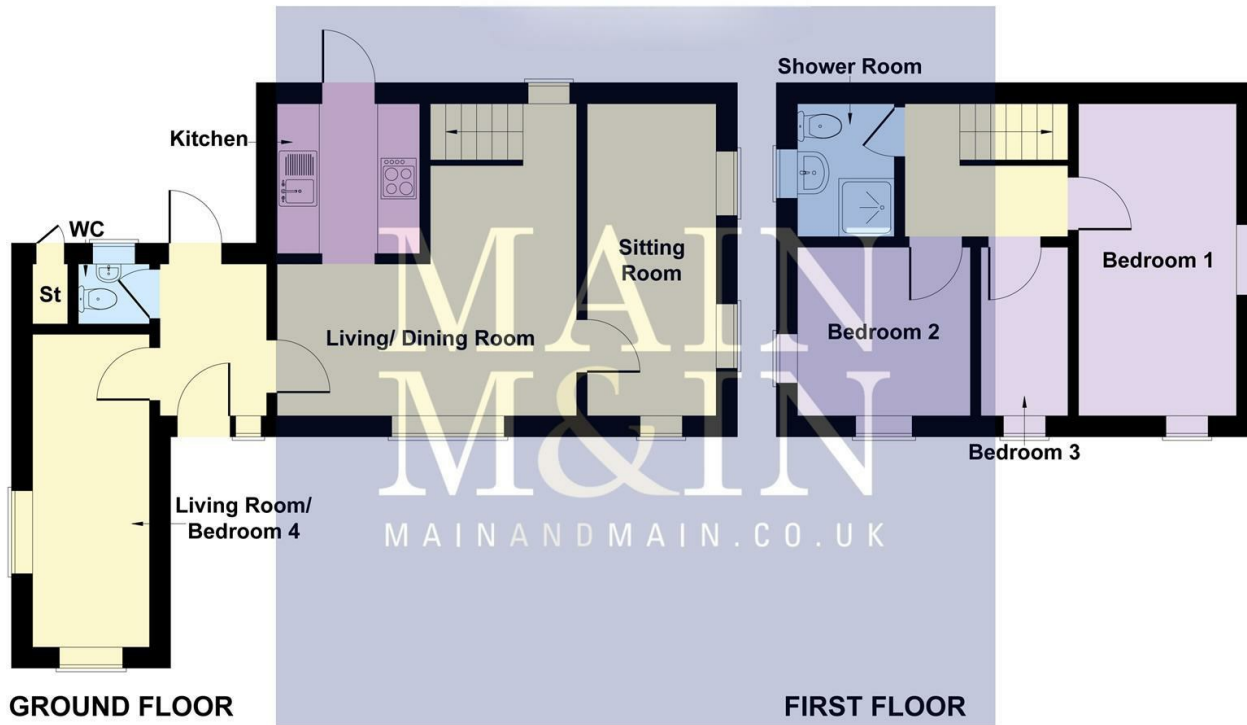 Kitchen
WC
St
Living/ Dining Room
Sitting
Room
Living Room/
Bedroom 4
GROUND FLOOR
Shower Room
Bedroom 1
Bedroom 2
Bedroom 3
FIRST FLOOR
MAIN
M&IN
MAINANDMAIN.CO.UK